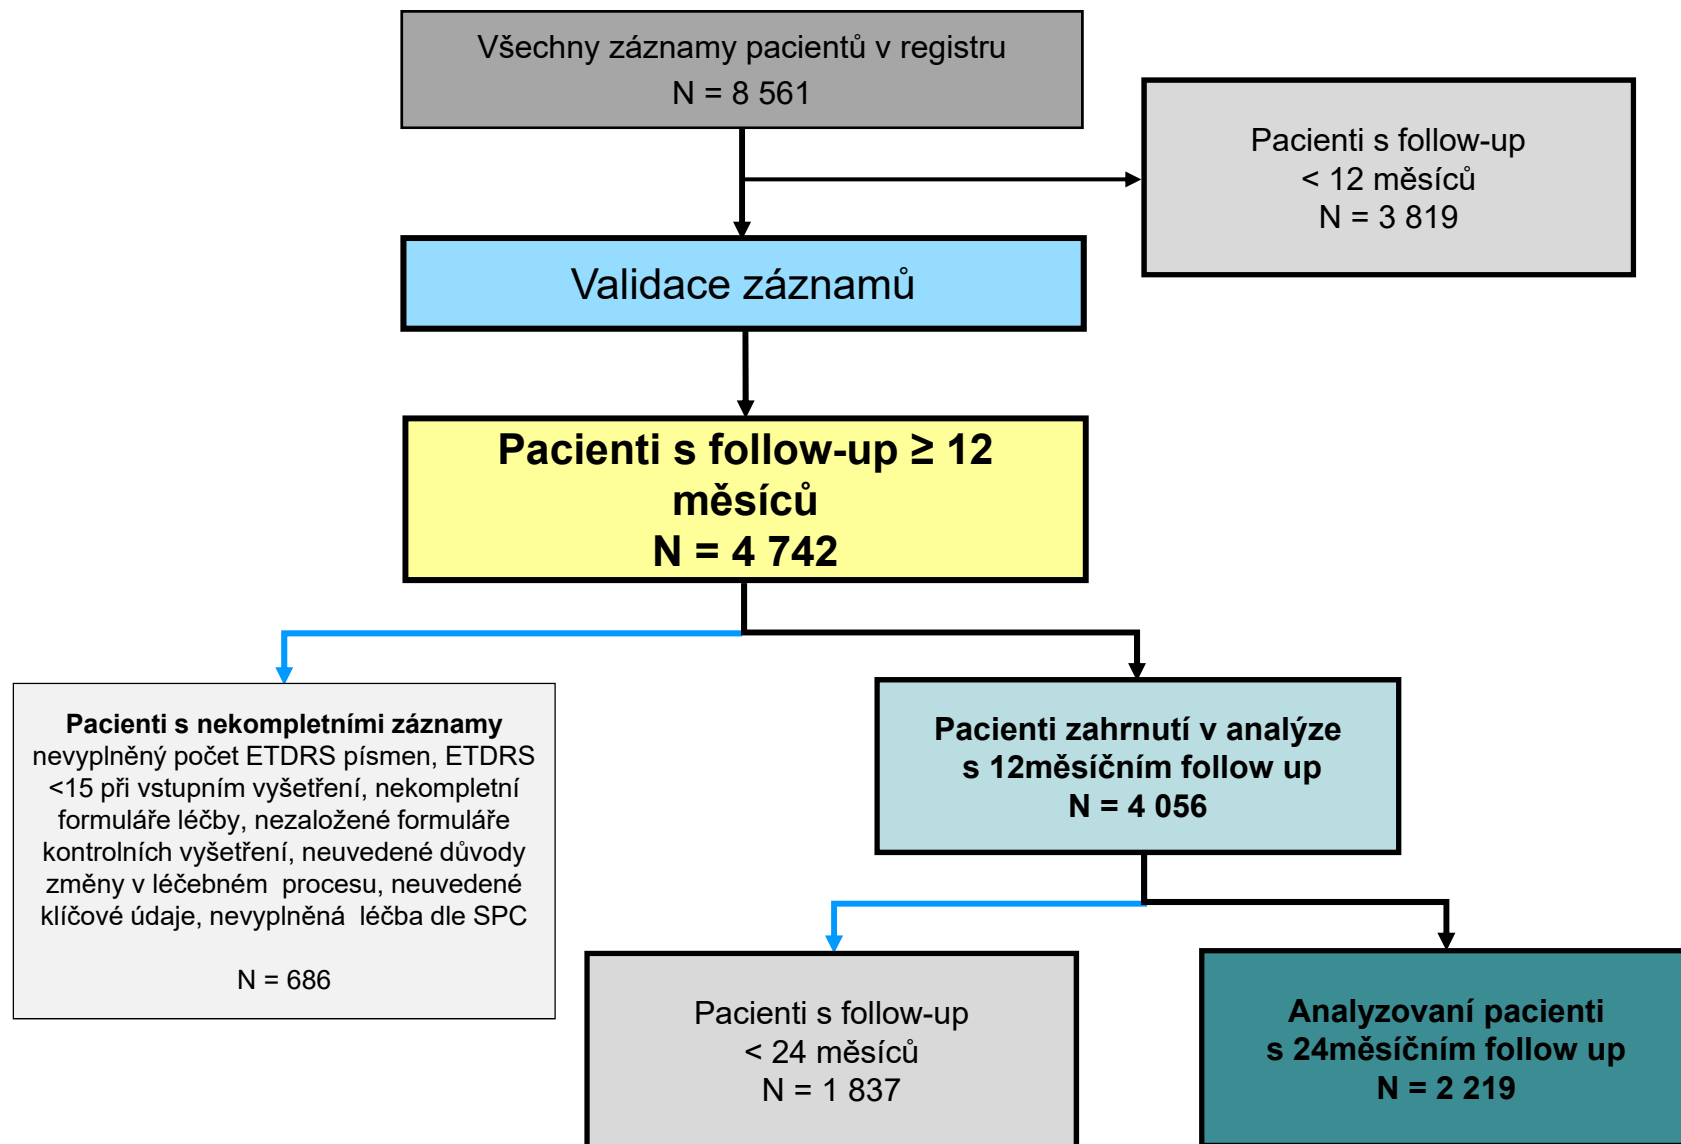 Všechny záznamy pacientů v registru
N = 8 561
Pacienti s follow-up
< 12 měsíců
N = 3 819
Validace záznamů
Pacienti s follow-up ≥ 12
měsíců
N = 4 742
Pacienti s nekompletními záznamy
nevyplněný počet ETDRS písmen, ETDRS
<15 při vstupním vyšetření, nekompletní
formuláře léčby, nezaložené formuláře
kontrolních vyšetření, neuvedené důvody
změny v léčebném  procesu, neuvedené
klíčové údaje, nevyplněná  léčba dle SPC
N = 686
Pacienti zahrnutí v analýze
s 12měsíčním follow up
N = 4 056
Pacienti s follow-up
< 24 měsíců
N = 1 837
Analyzovaní pacienti
s 24měsíčním follow up
N = 2 219